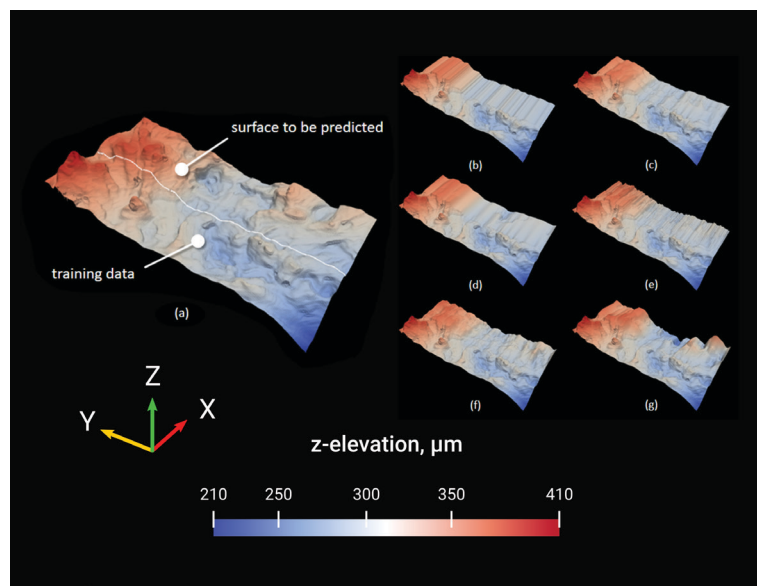 surface to be predicted
training data
(a)
(b)
(c)
(d)
(e)
(f)
(g)
Z
Y
X
z-elevation, μm
210 250 300 350 410